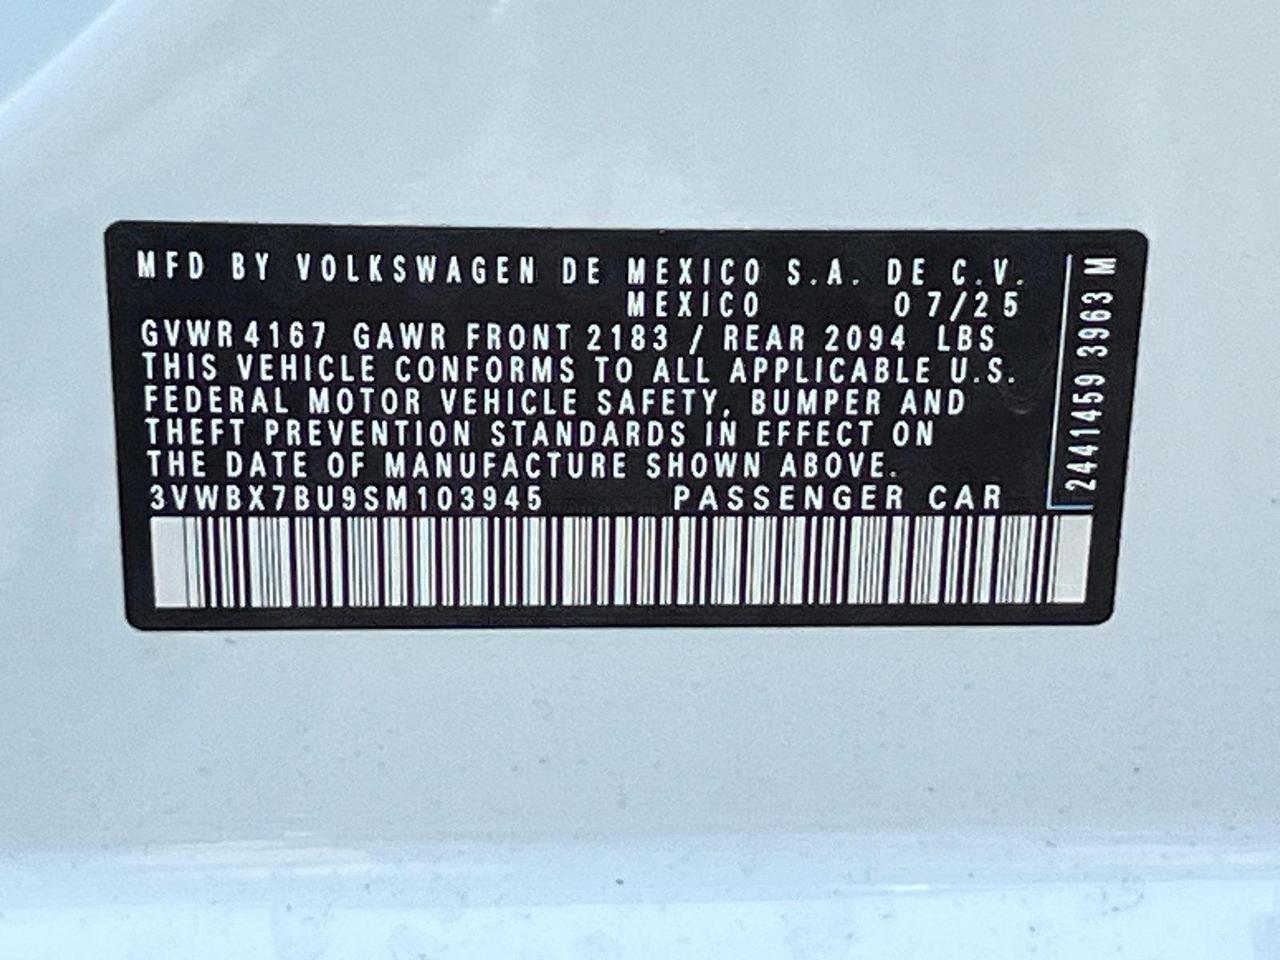 MFD BY VOLKSWAGEN DE MEXICO S.A. DE C.V.
MEXICO 07/25
GVWR 4167 GAWR FRONT 2183 / REAR 2094 LBS
THIS VEHICLE CONFORMS TO ALL APPLICABLE U.S.
FEDERAL MOTOR VEHICLE SAFETY, BUMPER AND
THEFT PREVENTION STANDARDS IN EFFECT ON
THE DATE OF MANUFACTURE SHOWN ABOVE.
3VWBX7BU9SM103945 PASSENGER CAR
2441459 3963 M